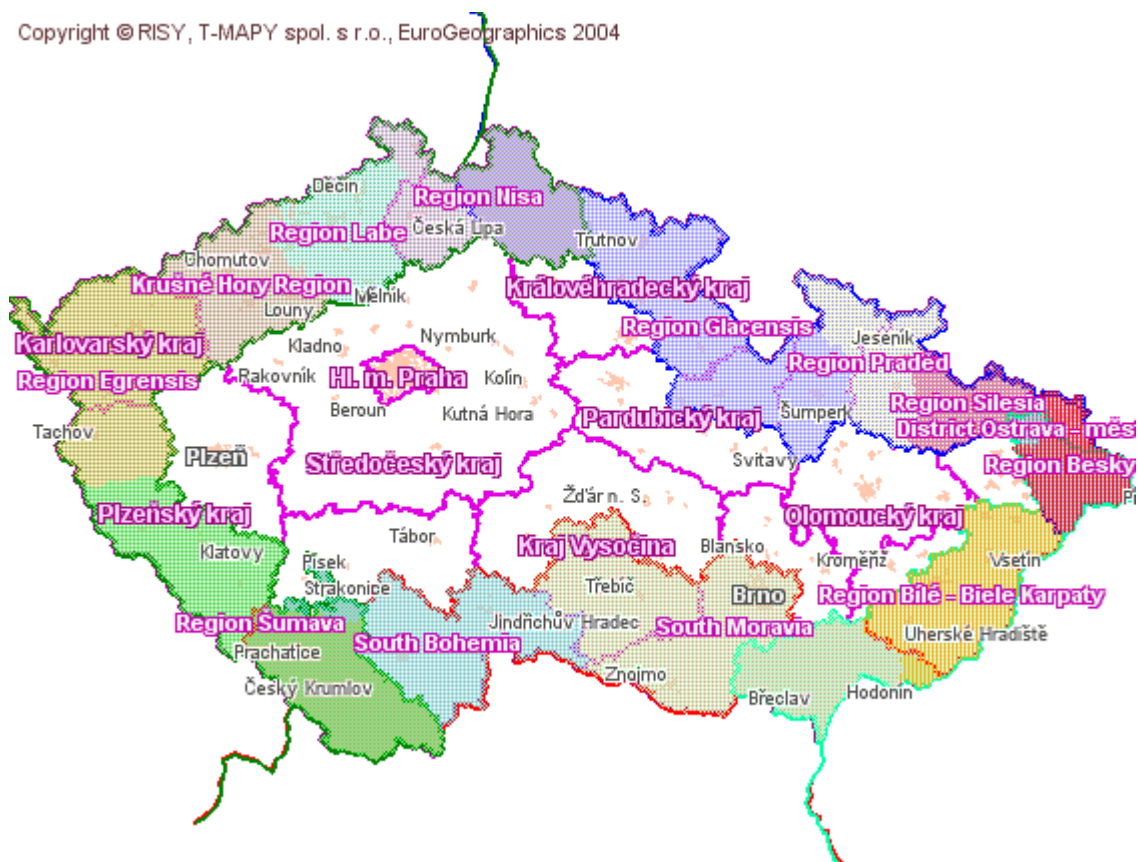 Copyright © RISY, T-MAPY spol. s r.o., EuroGeographics 2004
Děčín
Region Nisa
Region Labe
Česká Lípa
Trutnov
Chomutov
Krušné Hory Region
Královéhradecký kraj
Mělník
Louny
Region Glacensis
Nymburk
Jeseník
Karlovarský kraj
Kladno
Region Praděd
Region Egrensis
Rakovník
Hl. m. Praha
Kolín
Beroun
Kutná Hora
Pardubický kraj
Šumperk
Region Silesia
District Ostrava - měst
Tachov
Plzeň
Středočeský kraj
Svitavy
Region Besky
Žďár n. S.
Plzeňský kraj
Olomoucký kraj
Tábor
Klatovy
Kraj Vysočina
Blansko
Kroměříž
Vsetín
Písek
Strakonice
Třebíč
Brno
Region Bílé - Biele Karpaty
Region Šumava
South Bohemia
Jindřichův Hradec
South Moravia
Uherské Hradiště
Prachatice
Český Krumlov
Znojmo
Břeclav
Hodonín